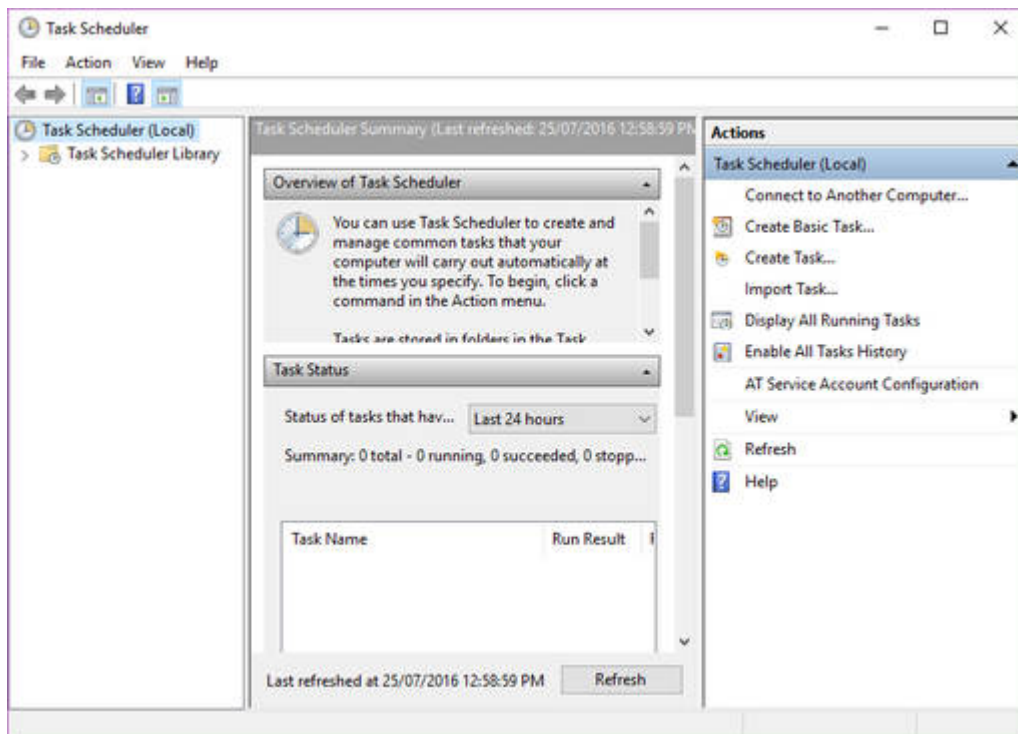 Task Scheduler
File Action View Help
Task Scheduler (Local)
Task Scheduler Library
Task Scheduler Summary (Last refreshed: 25/07/2016 12:58:59 PM
Overview of Task Scheduler
You can use Task Scheduler to create and
manage common tasks that your
computer will carry out automatically at
the times you specify. To begin, click a
command in the Action menu.
Tasks are stored in folders in the Task
Task Status
Status of tasks that hav... Last 24 hours
Summary: 0 total - 0 running, 0 succeeded, 0 stopp...
Task Name Run Result
Last refreshed at 25/07/2016 12:58:59 PM Refresh
Actions
Task Scheduler (Local)
Connect to Another Computer...
Create Basic Task...
Create Task...
Import Task...
Display All Running Tasks
Enable All Tasks History
AT Service Account Configuration
View
Refresh
Help